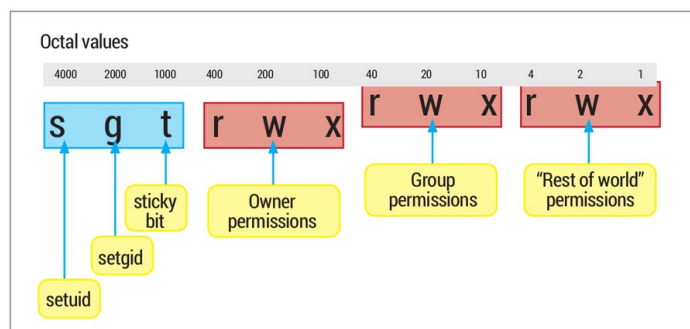 Octal values
4000 2000 1000 400 200 100 40 20 10 4 2 1
s g t r w x r w x r w x
sticky
bit
Owner
permissions
Group
permissions
“Rest of world”
permissions
setgid
setuid